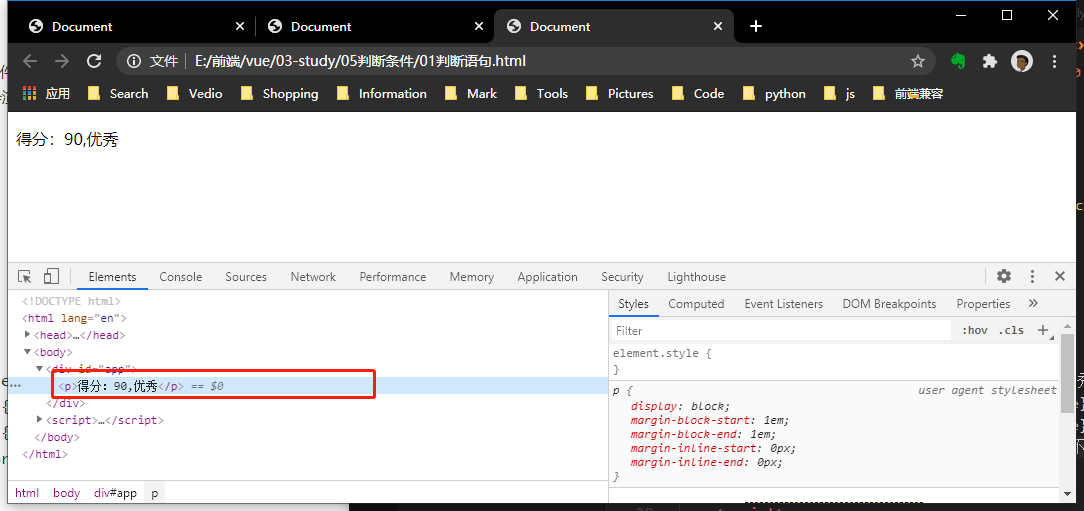 Document
Document
Document
文件 | E:/前端/vue/03-study/05判断条件/01判断语句.html
应用 Search Vedio Shopping Information Mark Tools Pictures Code python js 前端兼容
得分：90,优秀
Elements Console Sources Network Performance Memory Application Security Lighthouse
<!DOCTYPE html>
<html lang="en">
<head>…</head>
<body>
<div id="app">
<p>得分：90,优秀</p> == $0
</div>
<script>…</script>
</body>
</html>
html body div#app p
Styles Computed Event Listeners DOM Breakpoints Properties »
Filter :hov .cls +
element.style {
}
p { user agent stylesheet
display: block;
margin-block-start: 1em;
margin-block-end: 1em;
margin-inline-start: 0px;
margin-inline-end: 0px;
}